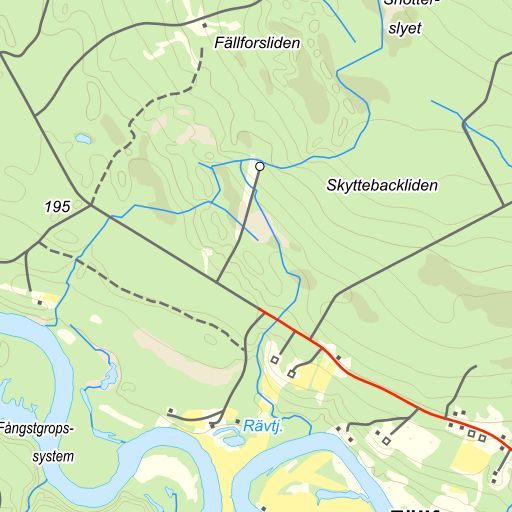 slyet
Fällforsliden
Skyttebackliden
195
Rävtj.
Fångstgrops-
system